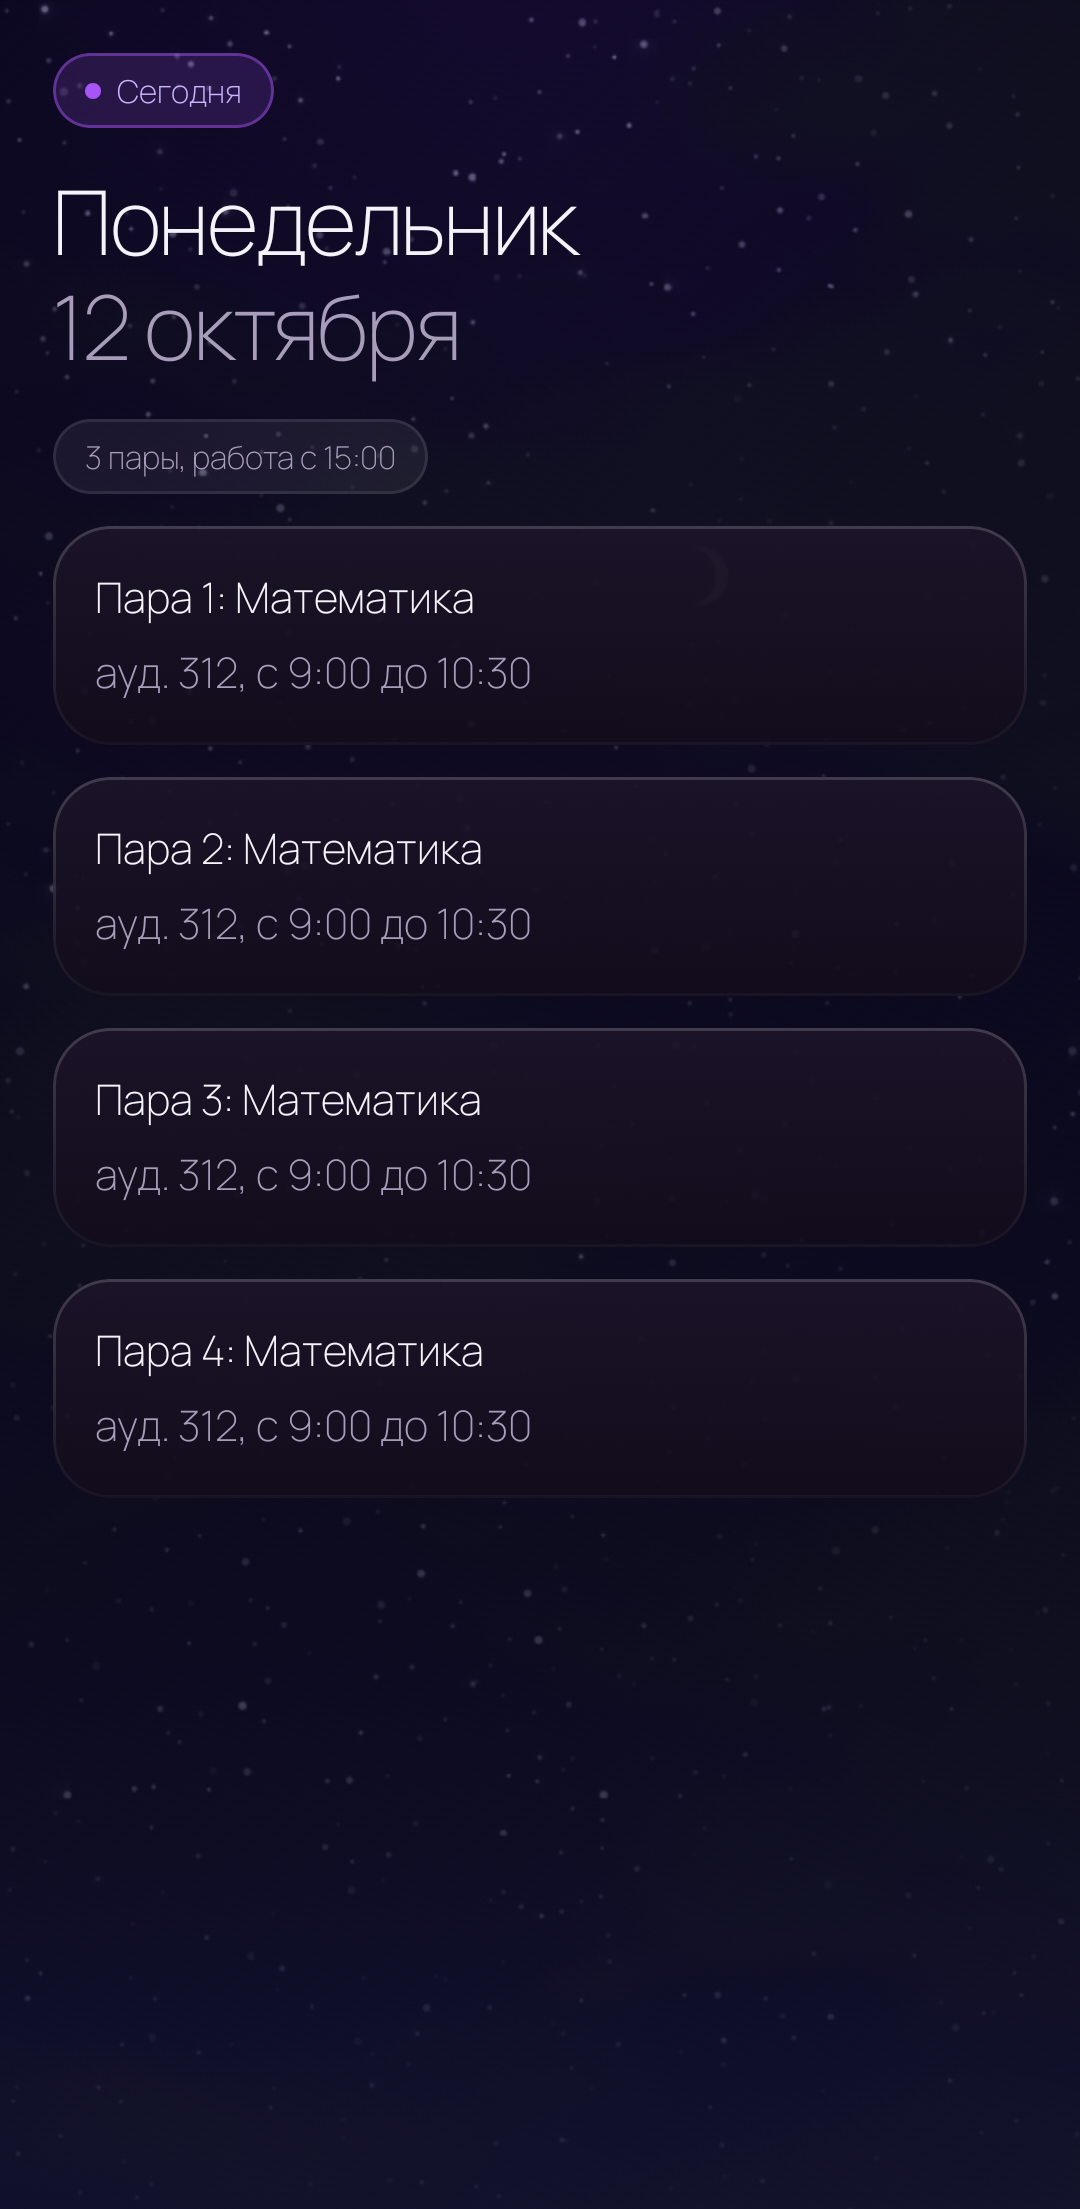 Сегодня
Понедельник
12 октября
3 пары, работа с 15:00
Пара 1: Математика
ауд. 312, с 9:00 до 10:30
Пара 2: Математика
ауд. 312, с 9:00 до 10:30
Пара 3: Математика
ауд. 312, с 9:00 до 10:30
Пара 4: Математика
ауд. 312, с 9:00 до 10:30